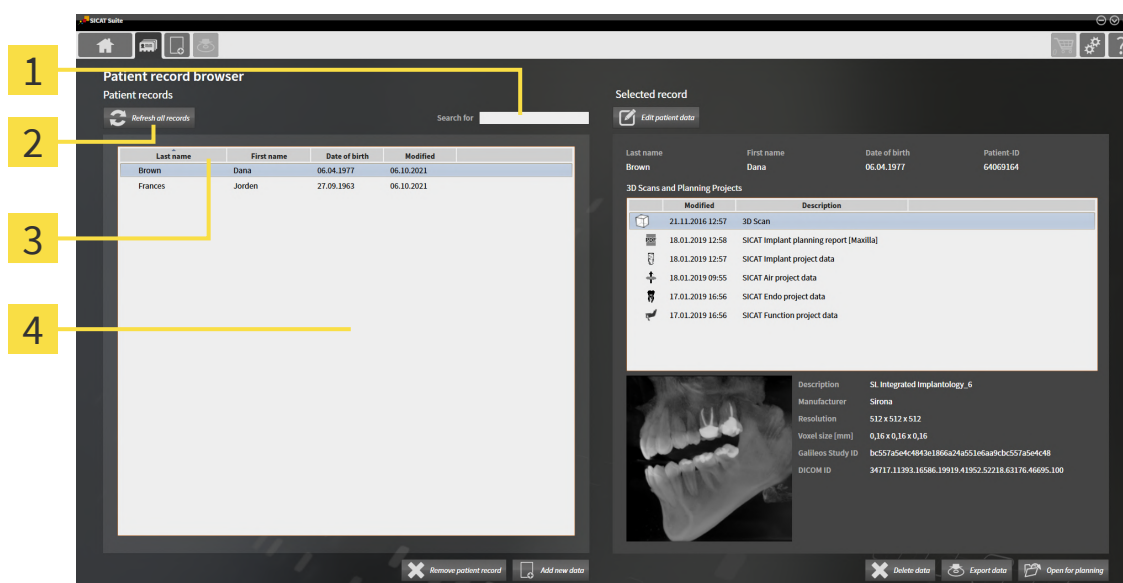 SICAT Suite
1
Patient record browser
Patient records
Refresh all records
Search for
2
Last name First name Date of birth Modified
Brown Dana 06.04.1977 06.10.2021
Frances Jorden 27.09.1963 06.10.2021
3
4
Remove patient record Add new data
Selected record
Edit patient data
Last name First name Date of birth Patient-ID
Brown Dana 06.04.1977 64069164
3D Scans and Planning Projects
Modified Description
21.11.2016 12:57 3D Scan
PDF 18.01.2019 12:58 SICAT Implant planning report [Maxilla]
18.01.2019 12:57 SICAT Implant project data
18.01.2019 09:55 SICAT Air project data
17.01.2019 16:56 SICAT Endo project data
17.01.2019 16:56 SICAT Function project data
Description SL Integrated Implantology_6
Manufacturer Sirona
Resolution 512 x 512 x 512
Voxel size [mm] 0,16 x 0,16 x 0,16
Galileos Study ID bc557a5e4c4843e1866a24a551e6aa9cbc557a5e4c48
DICOM ID 34717.11393.16586.19919.41952.52218.63176.46695.100
Delete data Export data Open for planning